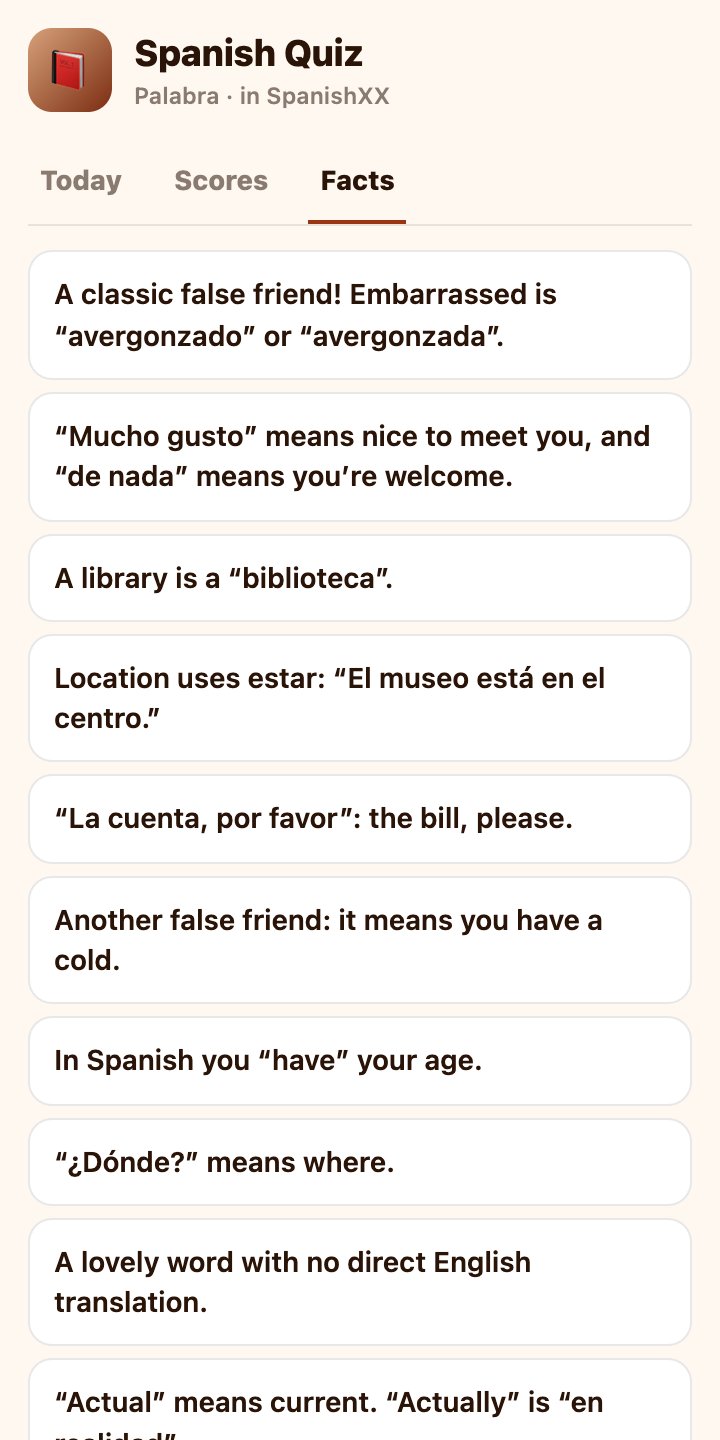 Spanish Quiz
Palabra · in SpanishXX
Today Scores Facts
A classic false friend! Embarrassed is
“avergonzado” or “avergonzada”.
“Mucho gusto” means nice to meet you, and
“de nada” means you’re welcome.
A library is a “biblioteca”.
Location uses estar: “El museo está en el
centro.”
“La cuenta, por favor”: the bill, please.
Another false friend: it means you have a
cold.
In Spanish you “have” your age.
“¿Dónde?” means where.
A lovely word with no direct English
translation.
“Actual” means current. “Actually” is “en
realidad”.